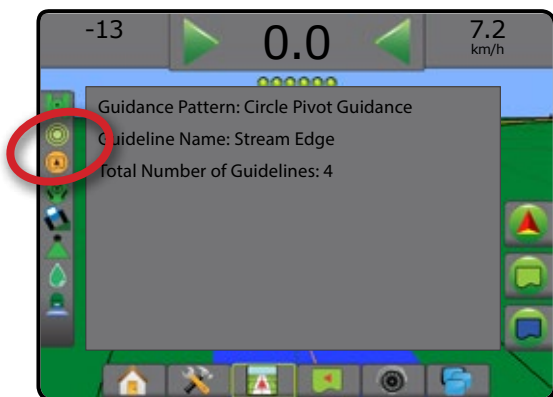 -13
0.0
7.2
km/h
Guidance Pattern: Circle Pivot Guidance
Guideline Name: Stream Edge
Total Number of Guidelines: 4